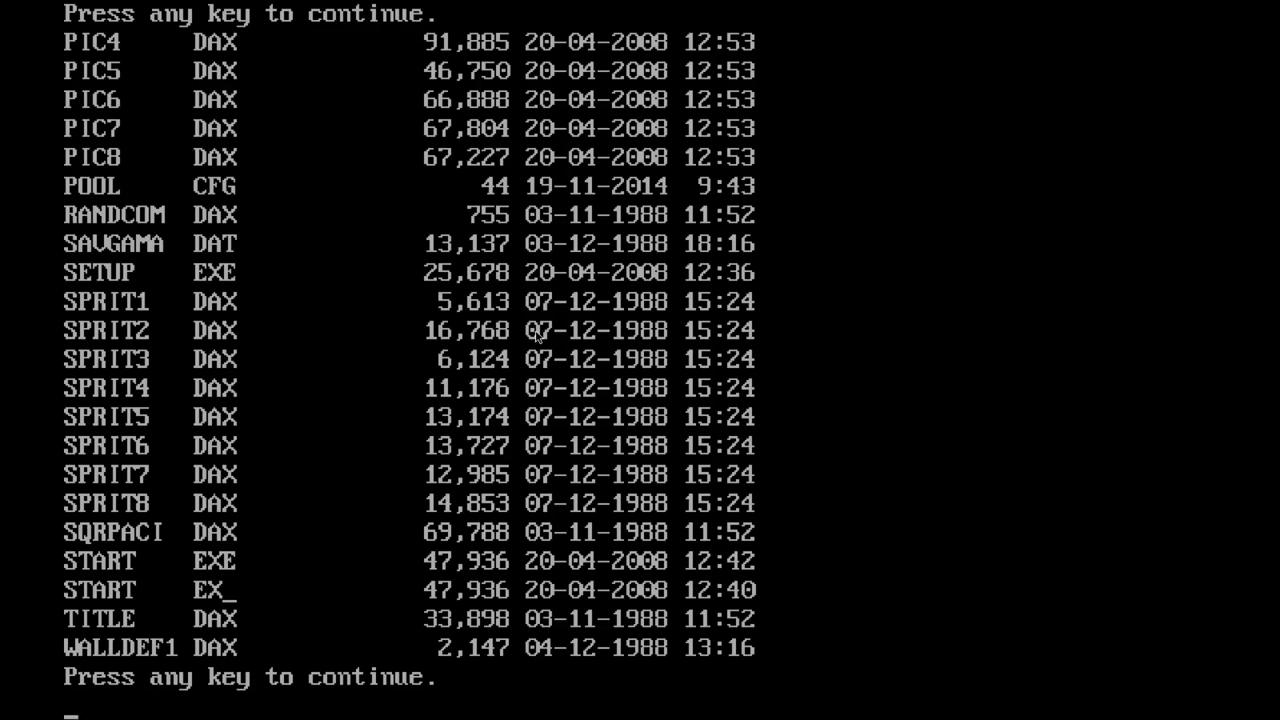 Press any key to continue.
PIC4 DAX 91,885 20-04-2008 12:53
PIC5 DAX 46,750 20-04-2008 12:53
PIC6 DAX 66,888 20-04-2008 12:53
PIC7 DAX 67,804 20-04-2008 12:53
PIC8 DAX 67,227 20-04-2008 12:53
POOL CFG 44 19-11-2014 9:43
RANDCOM DAX 755 03-11-1988 11:52
SAVGAMA DAT 13,137 03-12-1988 18:16
SETUP EXE 25,678 20-04-2008 12:36
SPRIT1 DAX 5,613 07-12-1988 15:24
SPRIT2 DAX 16,768 07-12-1988 15:24
SPRIT3 DAX 6,124 07-12-1988 15:24
SPRIT4 DAX 11,176 07-12-1988 15:24
SPRIT5 DAX 13,174 07-12-1988 15:24
SPRIT6 DAX 13,727 07-12-1988 15:24
SPRIT7 DAX 12,985 07-12-1988 15:24
SPRIT8 DAX 14,853 07-12-1988 15:24
SQRPACI DAX 69,788 03-11-1988 11:52
START EXE 47,936 20-04-2008 12:42
START EX_ 47,936 20-04-2008 12:40
TITLE DAX 33,898 03-11-1988 11:52
WALLDEF1 DAX 2,147 04-12-1988 13:16
Press any key to continue.